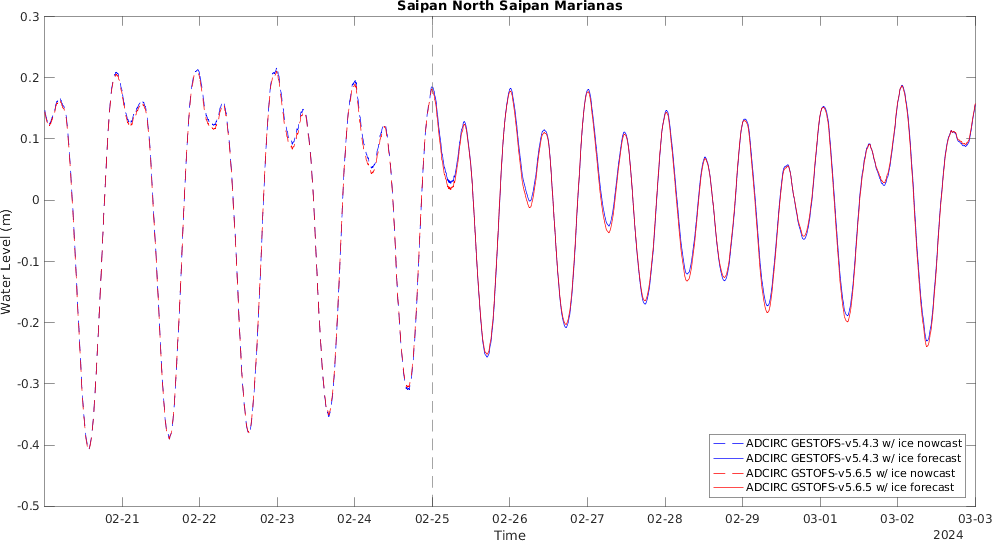 Saipan North Saipan Marianas
0.3
0.2
0.1
0
-0.1
-0.2
-0.3
-0.4
-0.5
Water Level (m)
ADCIRC GESTOFS-v5.4.3 w/ ice nowcast
ADCIRC GESTOFS-v5.4.3 w/ ice forecast
ADCIRC GSTOFS-v5.6.5 w/ ice nowcast
ADCIRC GSTOFS-v5.6.5 w/ ice forecast
02-21 02-22 02-23 02-24 02-25 02-26 02-27 02-28 02-29 03-01 03-02 03-03
Time
2024